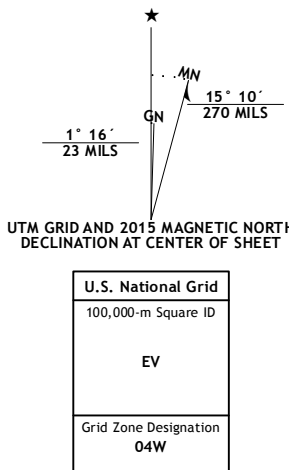 ★
MN
GN
15° 10´
270 MILS
1° 16´
23 MILS
UTM GRID AND 2015 MAGNETIC NORTH
DECLINATION AT CENTER OF SHEET
U.S. National Grid
100,000-m Square ID
EV
Grid Zone Designation
04W